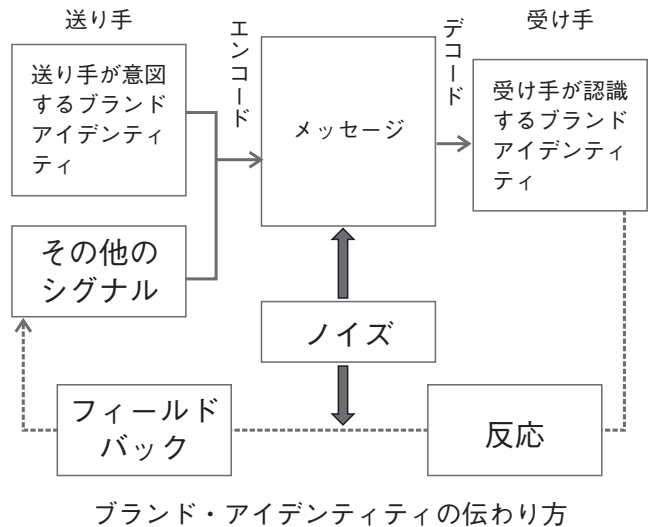 送り手
エンコード
デコード
受け手
送り手が意図
するブランド
アイデンティ
ティ
メッセージ
受け手が認識
するブランド
アイデンティ
ティ
その他の
シグナル
ノイズ
フィールド
バック
反応
ブランド・アイデンティティの伝わり方